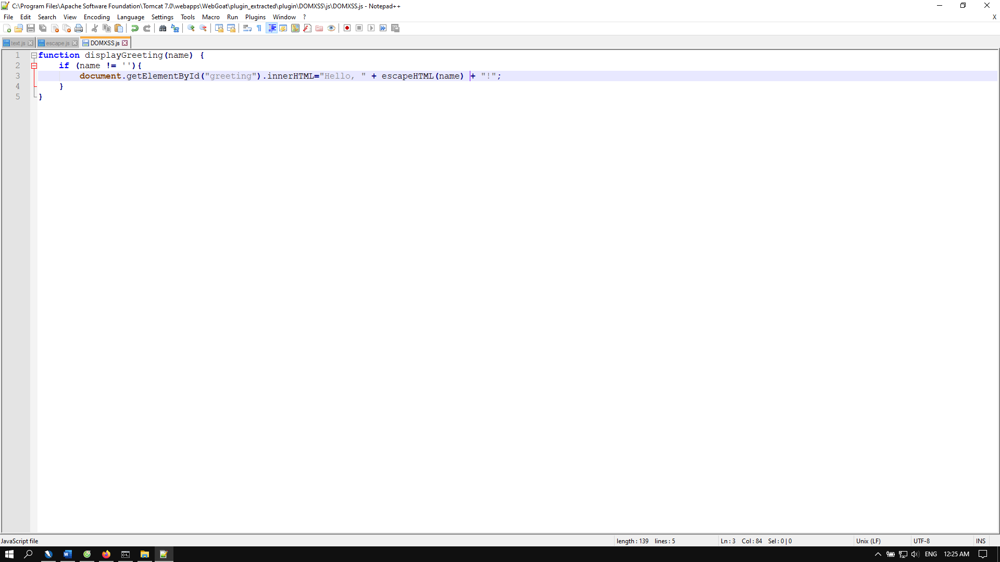 C:\Program Files\Apache Software Foundation\Tomcat 7.0\webapps\WebGoat\plugin_extracted\plugin\DOMXSS\js\DOMXSS.js - Notepad++
File Edit Search View Encoding Language Settings Tools Macro Run Plugins Window ? X
text.js escape.js DOMXSS.js
1 function displayGreeting(name) {
2 if (name != ''){
3 document.getElementById("greeting").innerHTML="Hello, " + escapeHTML(name) + "!";
4 }
5 }
JavaScript file length : 139 lines : 5 Ln : 3 Col : 84 Sel : 0 | 0 Unix (LF) UTF-8 INS
ENG 12:25 AM